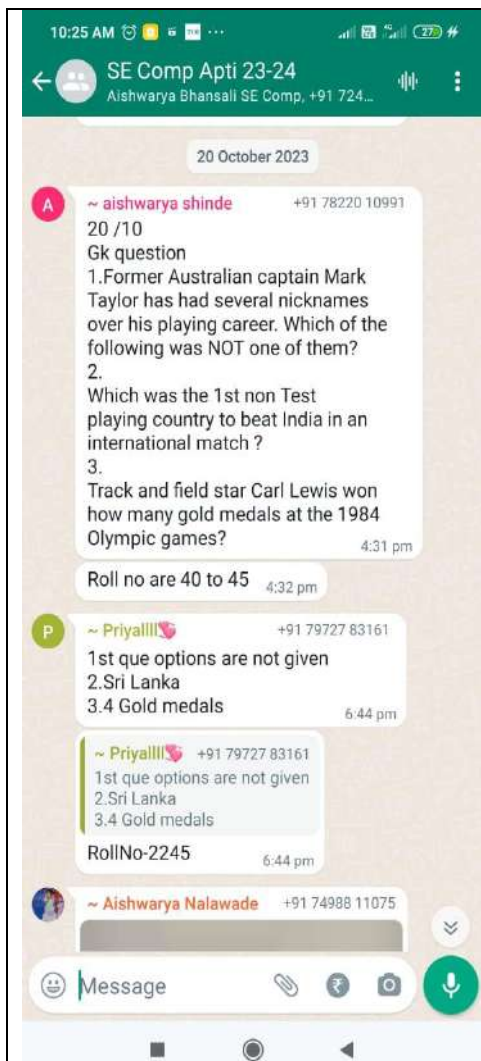 10:25 AM
27
SE Comp Apti 23-24
Aishwarya Bhansali SE Comp, +91 724...
20 October 2023
A
~ aishwarya shinde +91 78220 10991
20 /10
Gk question
1.Former Australian captain Mark
Taylor has had several nicknames
over his playing career. Which of the
following was NOT one of them?
2.
Which was the 1st non Test
playing country to beat India in an
international match ?
3.
Track and field star Carl Lewis won
how many gold medals at the 1984
Olympic games?
4:31 pm
Roll no are 40 to 45 4:32 pm
P
~ Priyallll💝 +91 79727 83161
1st que options are not given
2.Sri Lanka
3.4 Gold medals
6:44 pm
~ Priyallll💝 +91 79727 83161
1st que options are not given
2.Sri Lanka
3.4 Gold medals
RollNo-2245 6:44 pm
~ Aishwarya Nalawade +91 74988 11075
Message